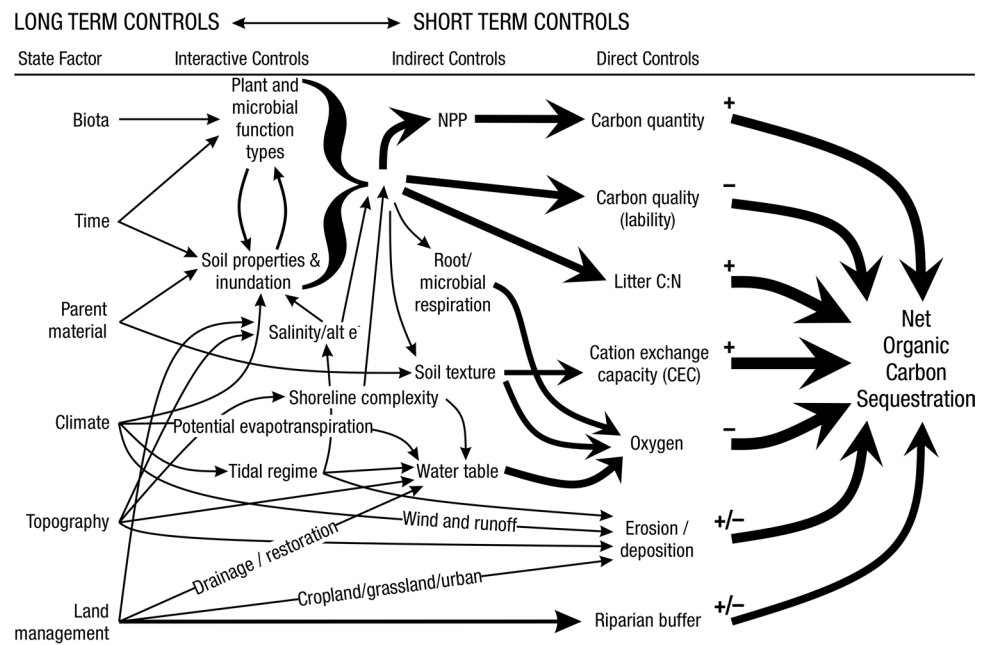 LONG TERM CONTROLS
SHORT TERM CONTROLS
State Factor
Interactive Controls
Indirect Controls
Direct Controls
Biota
Time
Parent
material
Climate
Topography
Land
management
Plant and
microbial
function
types
Soil properties &
inundation
Salinity/alt e-
Shoreline complexity
Potential evapotranspiration
Tidal regime
Drainage / restoration
Cropland/grassland/urban
Wind and runoff
NPP
Root/
microbial
respiration
Soil texture
Water table
Carbon quantity
Carbon quality
(lability)
Litter C:N
Cation exchange
capacity (CEC)
Oxygen
Erosion /
deposition
Riparian buffer
+
–
+
+
–
+/–
+/–
Net
Organic
Carbon
Sequestration